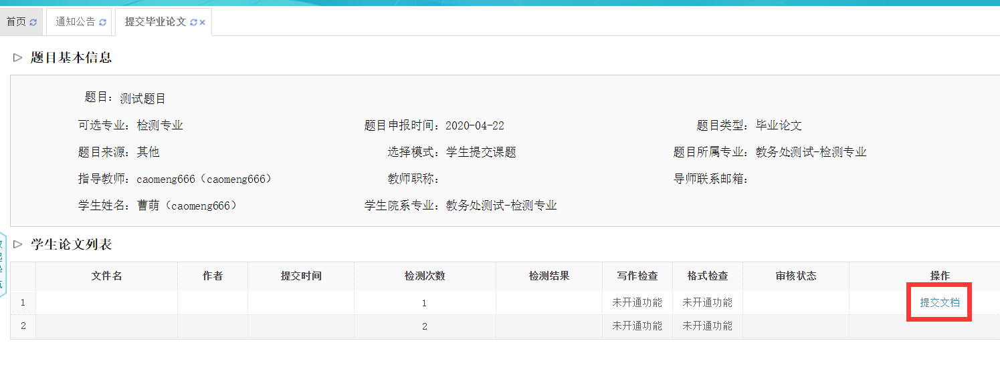 首页 通知公告 提交毕业论文
题目基本信息
题目: 测试题目
可选专业: 检测专业 题目申报时间: 2020-04-22 题目类型: 毕业论文
题目来源: 其他 选择模式: 学生提交课题 题目所属专业: 教务处测试-检测专业
指导教师: caomeng666（caomeng666） 教师职称: 导师联系邮箱:
学生姓名: 曹萌（caomeng666） 学生院系专业: 教务处测试-检测专业
学生论文列表
文件名 作者 提交时间 检测次数 检测结果 写作检查 格式检查 审核状态 操作
1 1 未开通功能 未开通功能 提交文档
2 2 未开通功能 未开通功能